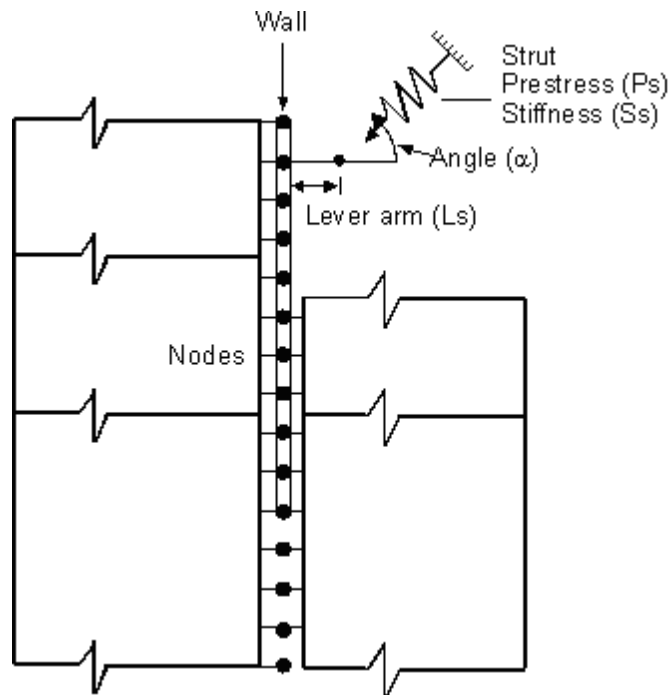 Wall
Strut
Prestress (Ps)
Stiffness (Ss)
Angle (α)
Lever arm (Ls)
Nodes